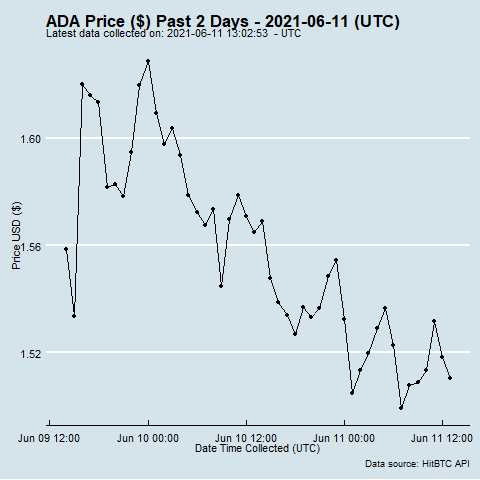 ADA Price ($) Past 2 Days - 2021-06-11 (UTC)
Latest data collected on: 2021-06-11 13:02:53 - UTC
1.60
1.56
1.52
Price USD ($)
Jun 09 12:00 Jun 10 00:00 Jun 10 12:00 Jun 11 00:00 Jun 11 12:00
Date Time Collected (UTC)
Data source: HitBTC API